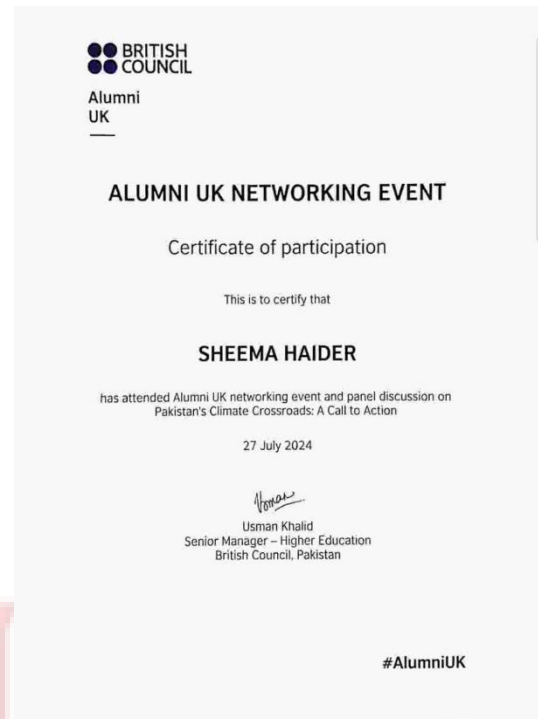 BRITISH
COUNCIL
Alumni
UK
ALUMNI UK NETWORKING EVENT
Certificate of participation
This is to certify that
SHEEMA HAIDER
has attended Alumni UK networking event and panel discussion on
Pakistan's Climate Crossroads: A Call to Action
27 July 2024
Usman
Usman Khalid
Senior Manager – Higher Education
British Council, Pakistan
#AlumniUK